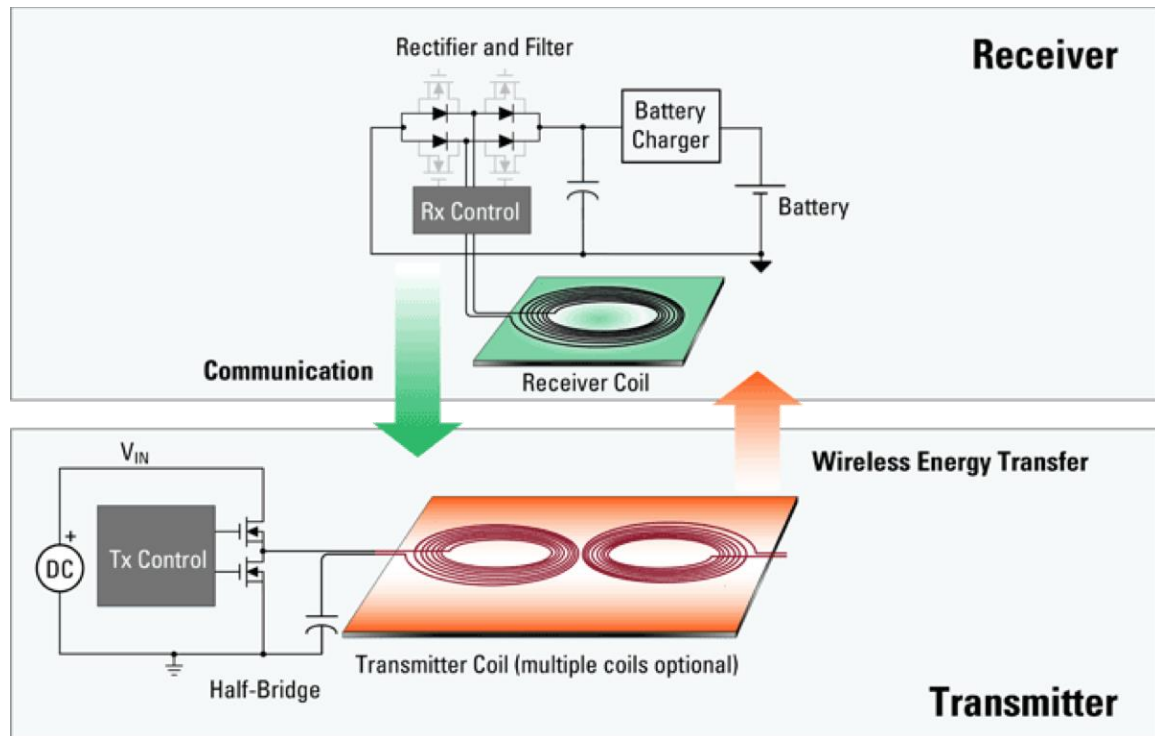 Receiver
Rectifier and Filter
Battery
Charger
Rx Control
Battery
Communication
Receiver Coil
Wireless Energy Transfer
VIN
+
DC
Tx Control
Transmitter Coil (multiple coils optional)
Half-Bridge
Transmitter